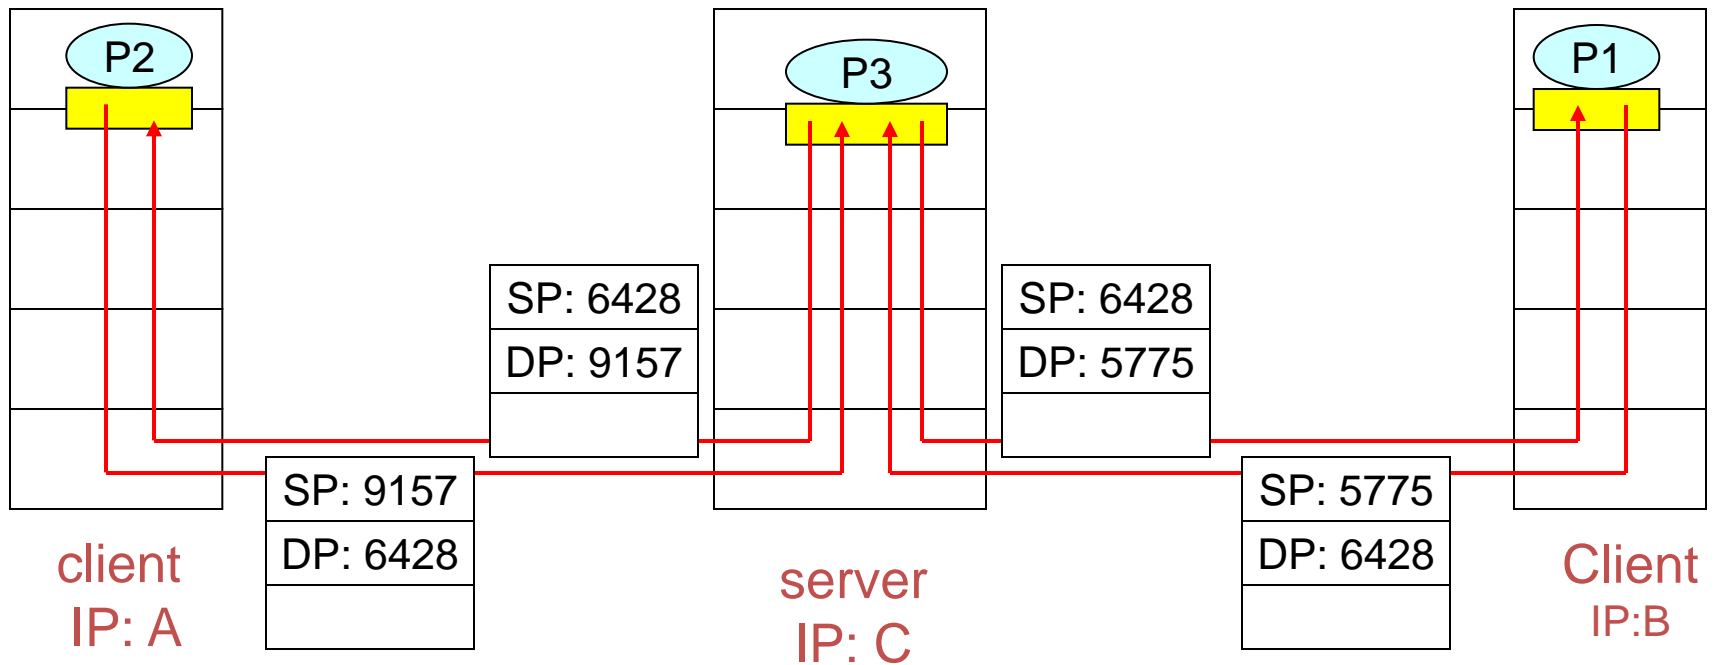 P2
P3
P1
SP: 6428
DP: 9157
SP: 6428
DP: 5775
SP: 9157
DP: 6428
SP: 5775
DP: 6428
client
IP: A
server
IP: C
Client
IP:B